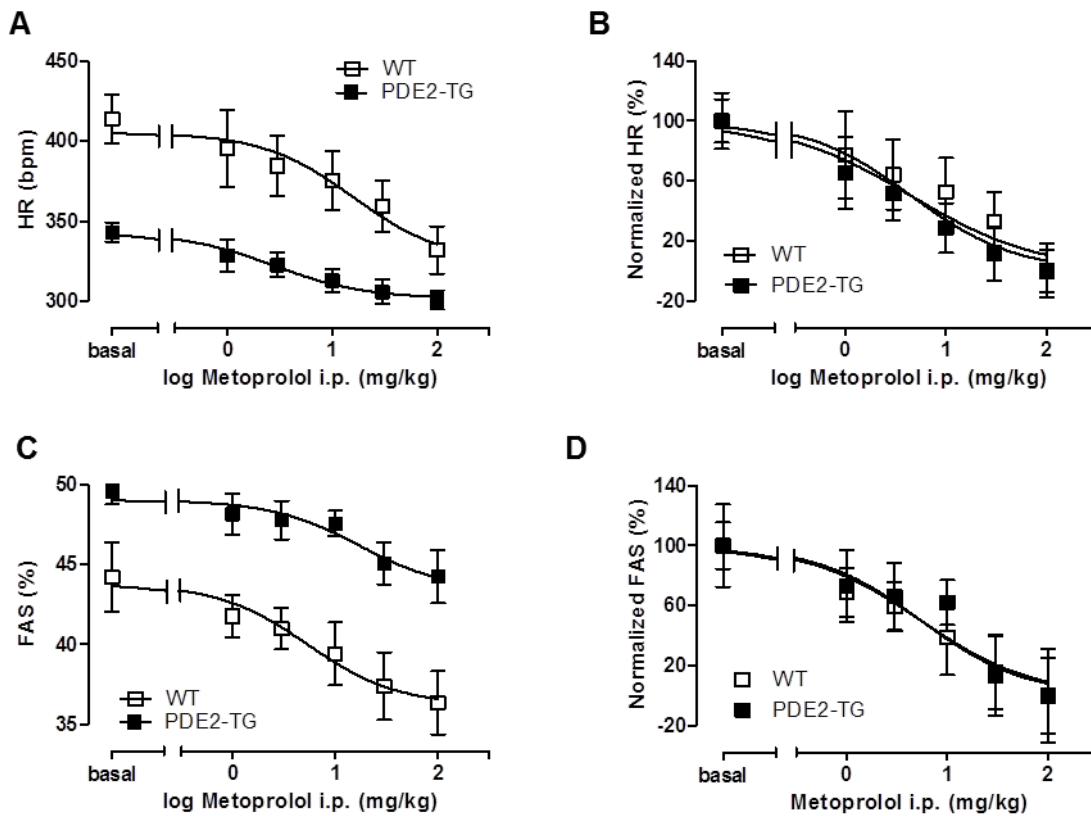 A
HR (bpm)
450
400
350
300
WT
PDE2-TG
basal 0 1 2
log Metoprolol i.p. (mg/kg)
B
Normalized HR (%)
140
100
60
20
-20
WT
PDE2-TG
basal 0 1 2
log Metoprolol i.p. (mg/kg)
C
FAS (%)
50
45
40
35
WT
PDE2-TG
basal 0 1 2
log Metoprolol i.p. (mg/kg)
D
Normalized FAS (%)
140
100
60
20
-20
WT
PDE2-TG
basal 0 1 2
Metoprolol i.p. (mg/kg)